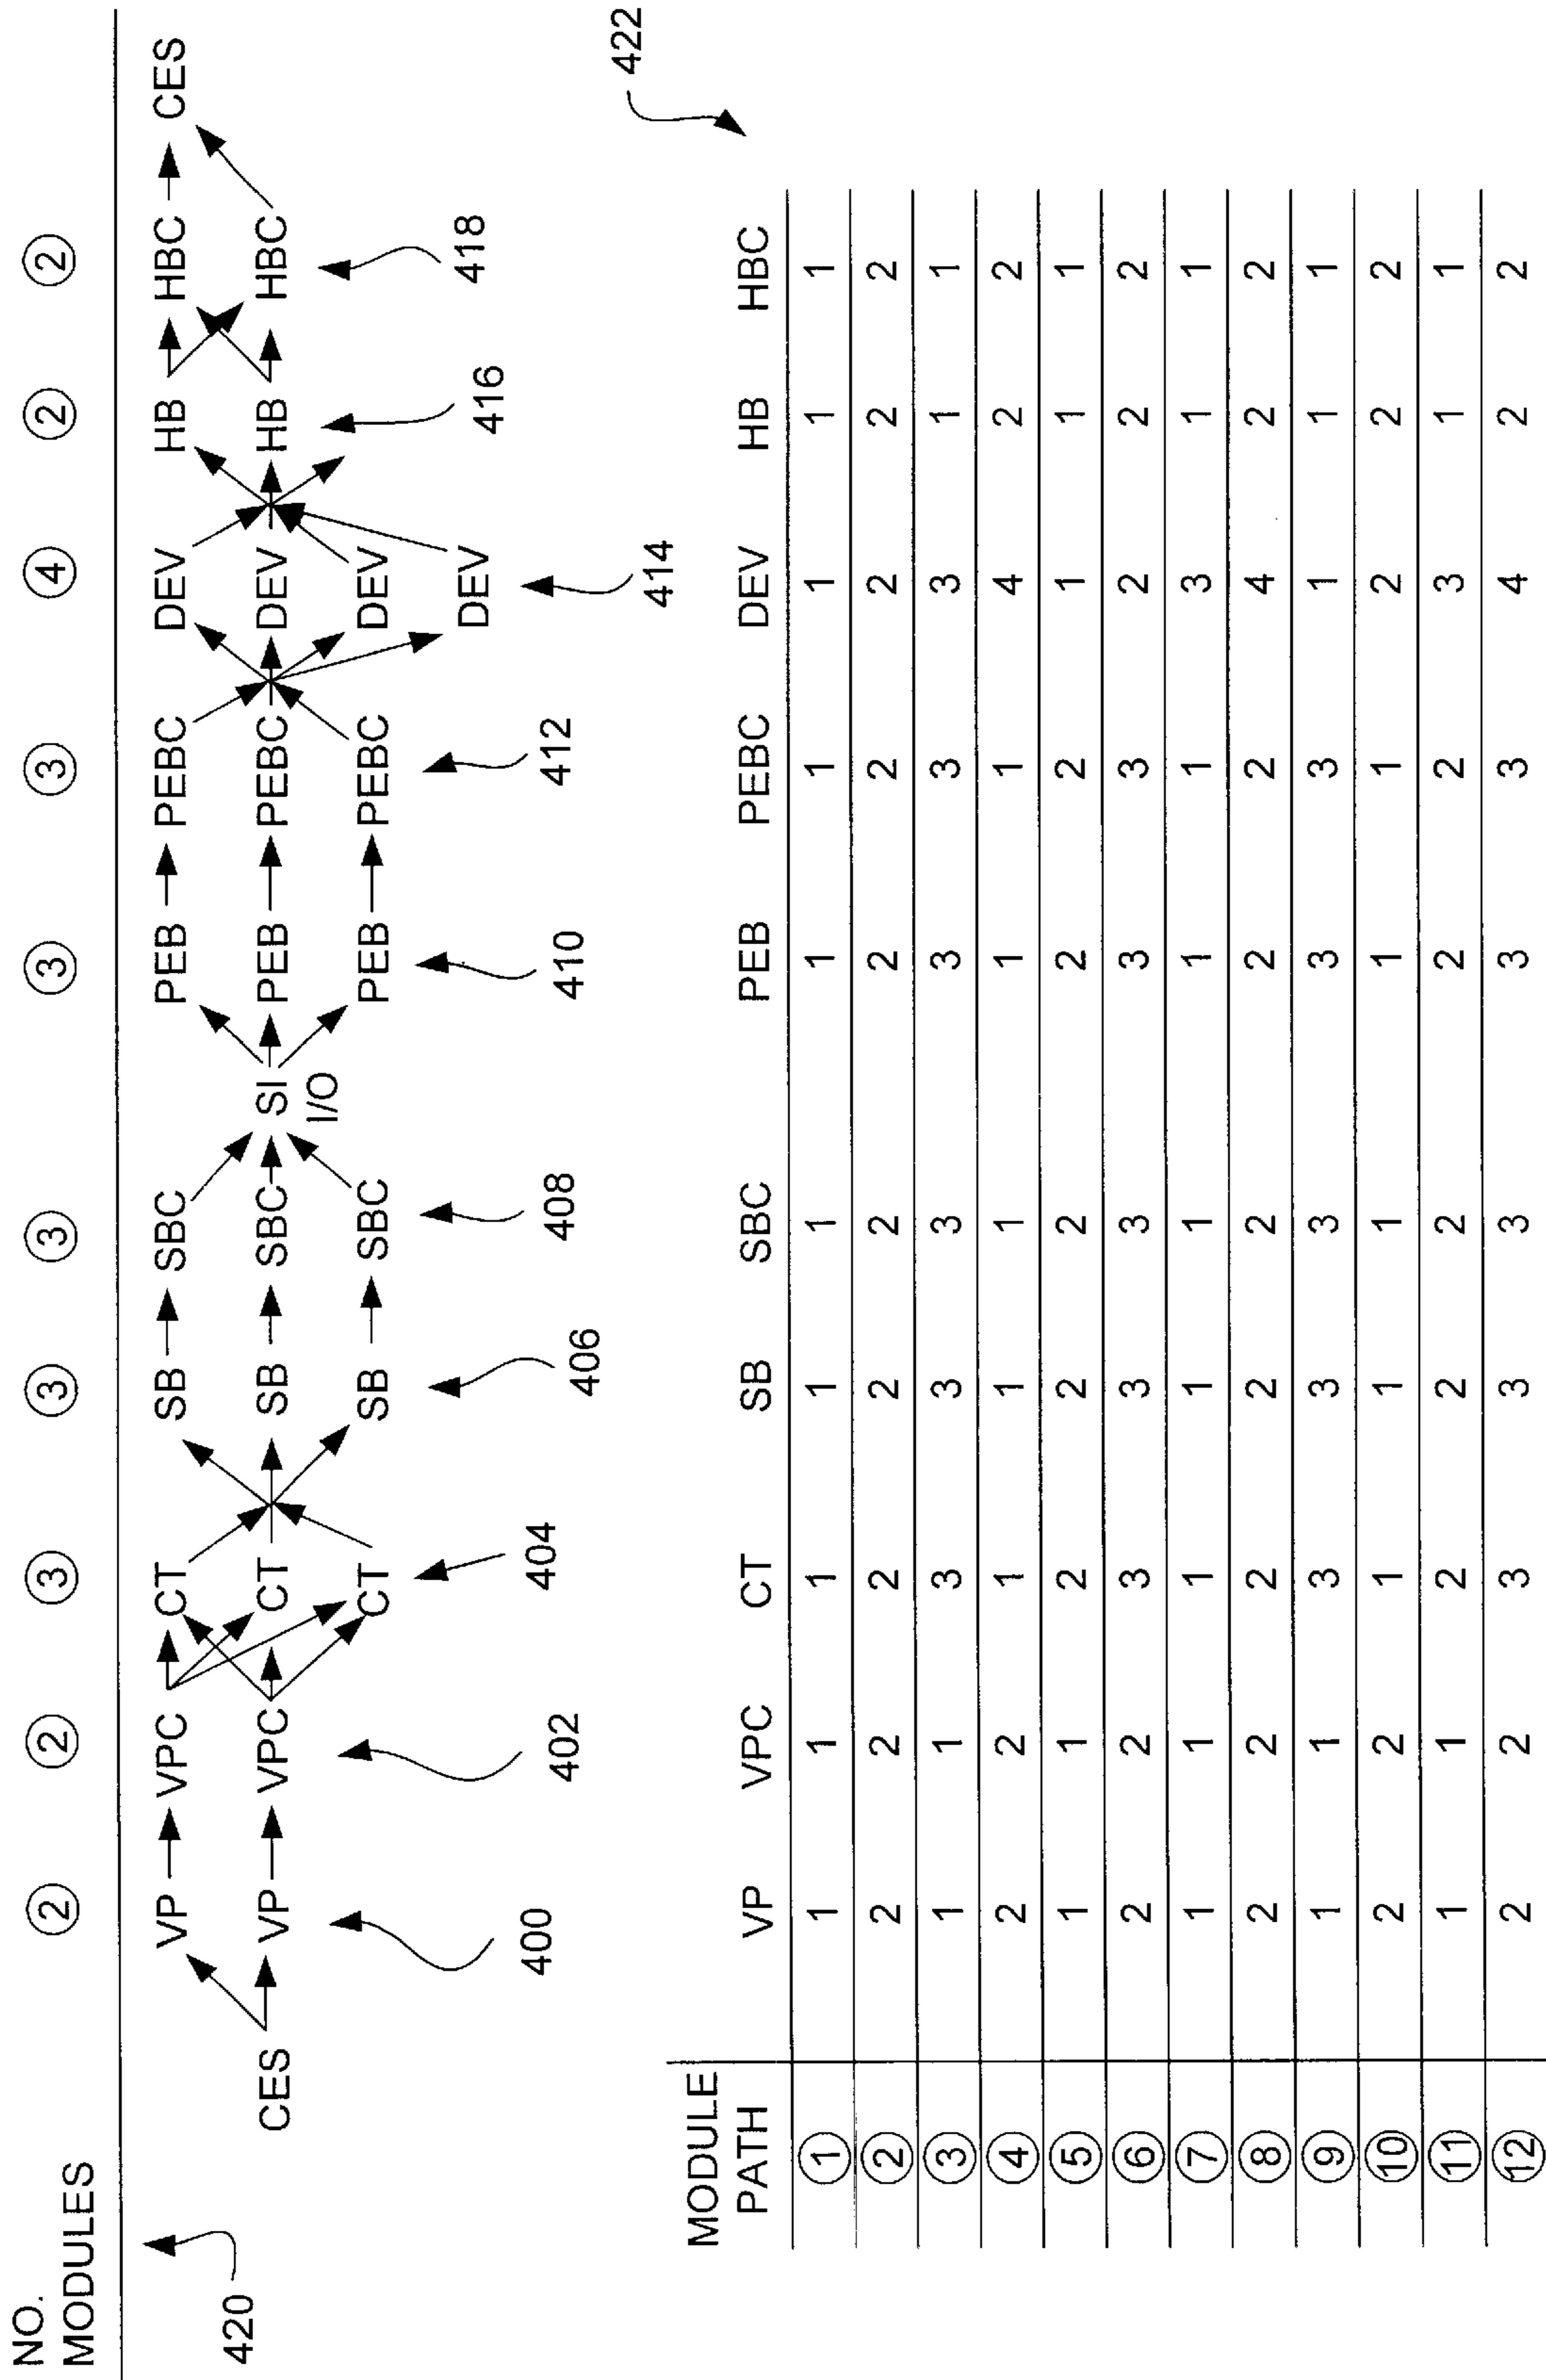 NO.
MODULES
② ② ③ ③ ③ ③ ③ ④ ② ②
VP VPC CT SB SBC PEB PEBC DEV HB HBC CES
CES VP VPC CT SB SBC SI PEB PEBC DEV HB HBC
I/O
CT SB SBC PEB PEBC DEV
DEV
420
400 402 404 406 408 410 412 414 416 418
422
MODULE
PATH VP VPC CT SB SBC PEB PEBC DEV HB HBC
① 1 1 1 1 1 1 1 1 1 1
② 2 2 2 2 2 2 2 2 2 2
③ 1 1 3 3 3 3 3 3 1 1
④ 2 2 1 1 1 1 1 4 2 2
⑤ 1 1 2 2 2 2 2 1 1 1
⑥ 2 2 3 3 3 3 3 2 2 2
⑦ 1 1 1 1 1 1 1 3 1 1
⑧ 2 2 2 2 2 2 2 4 2 2
⑨ 1 1 3 3 3 3 3 1 1 1
⑩ 2 2 1 1 1 1 1 2 2 2
⑪ 1 1 2 2 2 2 2 3 1 1
⑫ 2 2 3 3 3 3 3 4 2 2